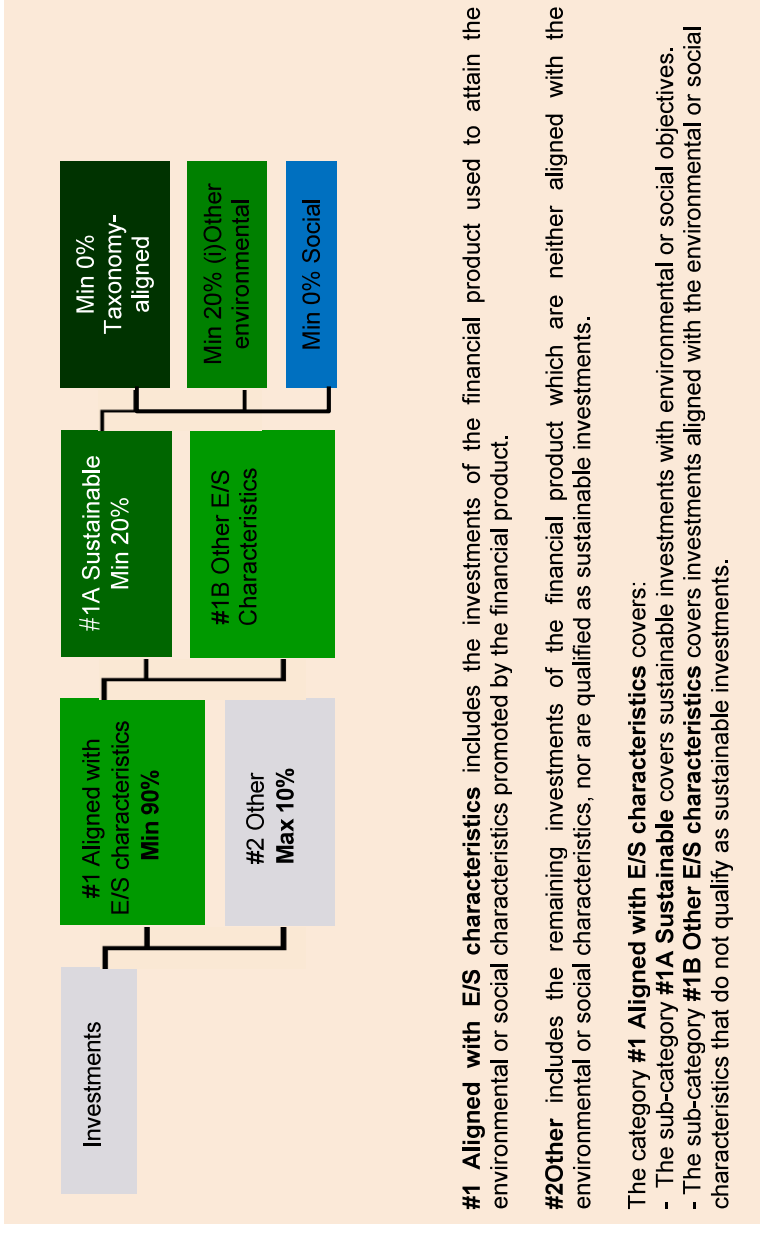 Investments
#1 Aligned with
E/S characteristics
Min 90%
#2 Other
Max 10%
#1A Sustainable
Min 20%
#1B Other E/S
Characteristics
Min 0%
Taxonomy-
aligned
Min 20% (i)Other
environmental
Min 0% Social
#1 Aligned with E/S characteristics includes the investments of the financial product used to attain the
environmental or social characteristics promoted by the financial product.
#2Other includes the remaining investments of the financial product which are neither aligned with the
environmental or social characteristics, nor are qualified as sustainable investments.
The category #1 Aligned with E/S characteristics covers:
- The sub-category #1A Sustainable covers sustainable investments with environmental or social objectives.
- The sub-category #1B Other E/S characteristics covers investments aligned with the environmental or social
characteristics that do not qualify as sustainable investments.